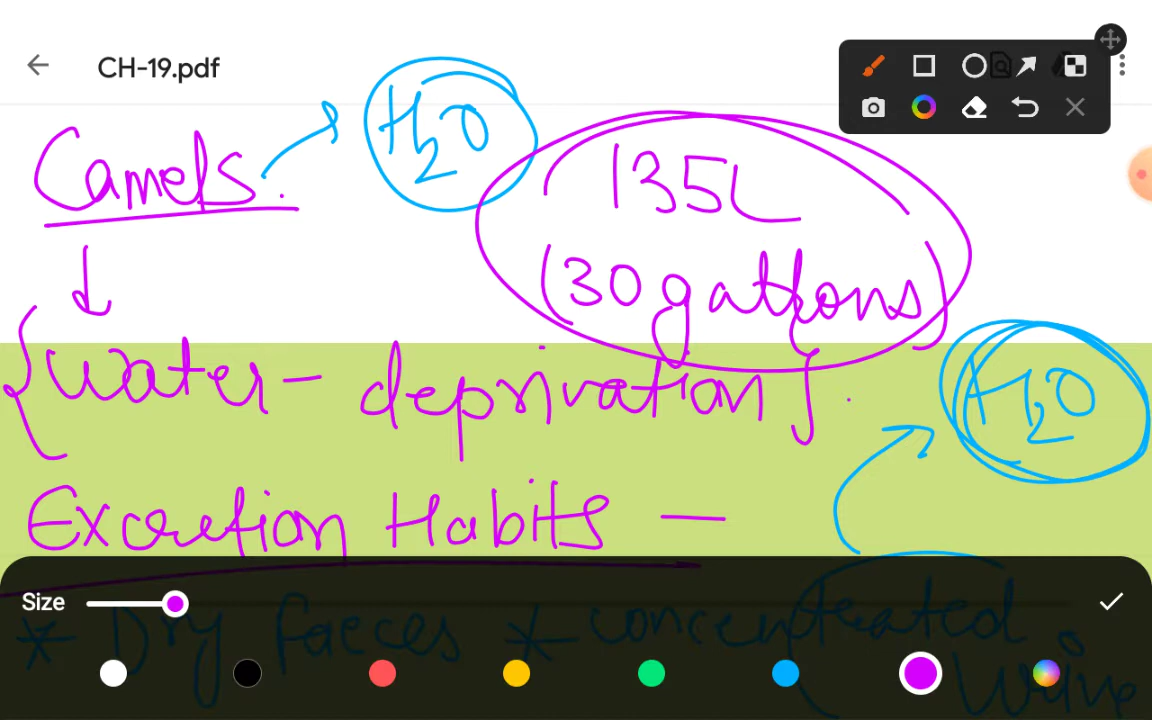 CH-19.pdf
Camels. H₂O
135L
(30 gallons)
{ water - deprivation }. H₂O
Excretion Habits -
Size
* Dry faeces * concentrated
Urine